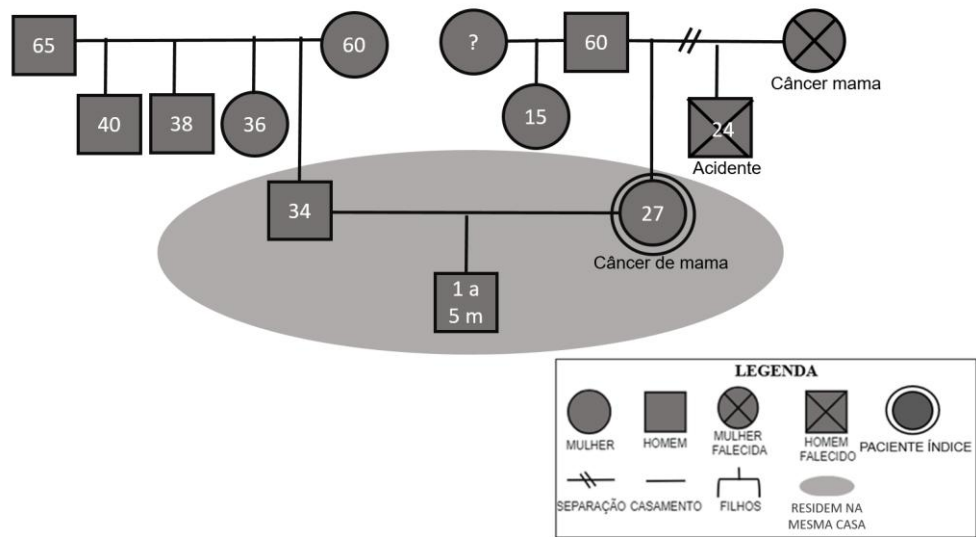 65
60
?
60
Câncer mama
40
38
36
15
24
Acidente
34
27
Câncer de mama
1 a
5 m
LEGENDA
MULHER
HOMEM
MULHER
FALECIDA
HOMEM
FALECIDO
PACIENTE ÍNDICE
SEPARAÇÃO
CASAMENTO
FILHOS
RESIDEM NA
MESMA CASA